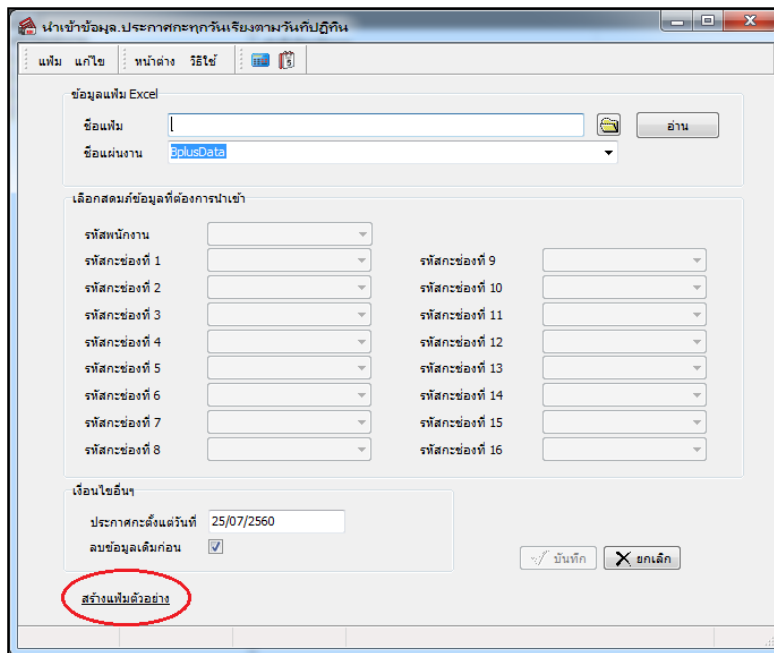 นำเข้าข้อมูล.ประกาศกะทุกวันเรียงตามวันที่ปฏิทิน
แฟ้ม แก้ไข หน้าต่าง วิธีใช้
ข้อมูลแฟ้ม Excel
ชื่อแฟ้ม อ่าน
ชื่อแผ่นงาน BplusData
เลือกสดมภ์ข้อมูลที่ต้องการนำเข้า
รหัสพนักงาน
รหัสกะช่องที่ 1 รหัสกะช่องที่ 9
รหัสกะช่องที่ 2 รหัสกะช่องที่ 10
รหัสกะช่องที่ 3 รหัสกะช่องที่ 11
รหัสกะช่องที่ 4 รหัสกะช่องที่ 12
รหัสกะช่องที่ 5 รหัสกะช่องที่ 13
รหัสกะช่องที่ 6 รหัสกะช่องที่ 14
รหัสกะช่องที่ 7 รหัสกะช่องที่ 15
รหัสกะช่องที่ 8 รหัสกะช่องที่ 16
เงื่อนไขอื่นๆ
ประกาศกะตั้งแต่วันที่ 25/07/2560
ลบข้อมูลเดิมก่อน
บันทึก ยกเลิก
สร้างแฟ้มตัวอย่าง